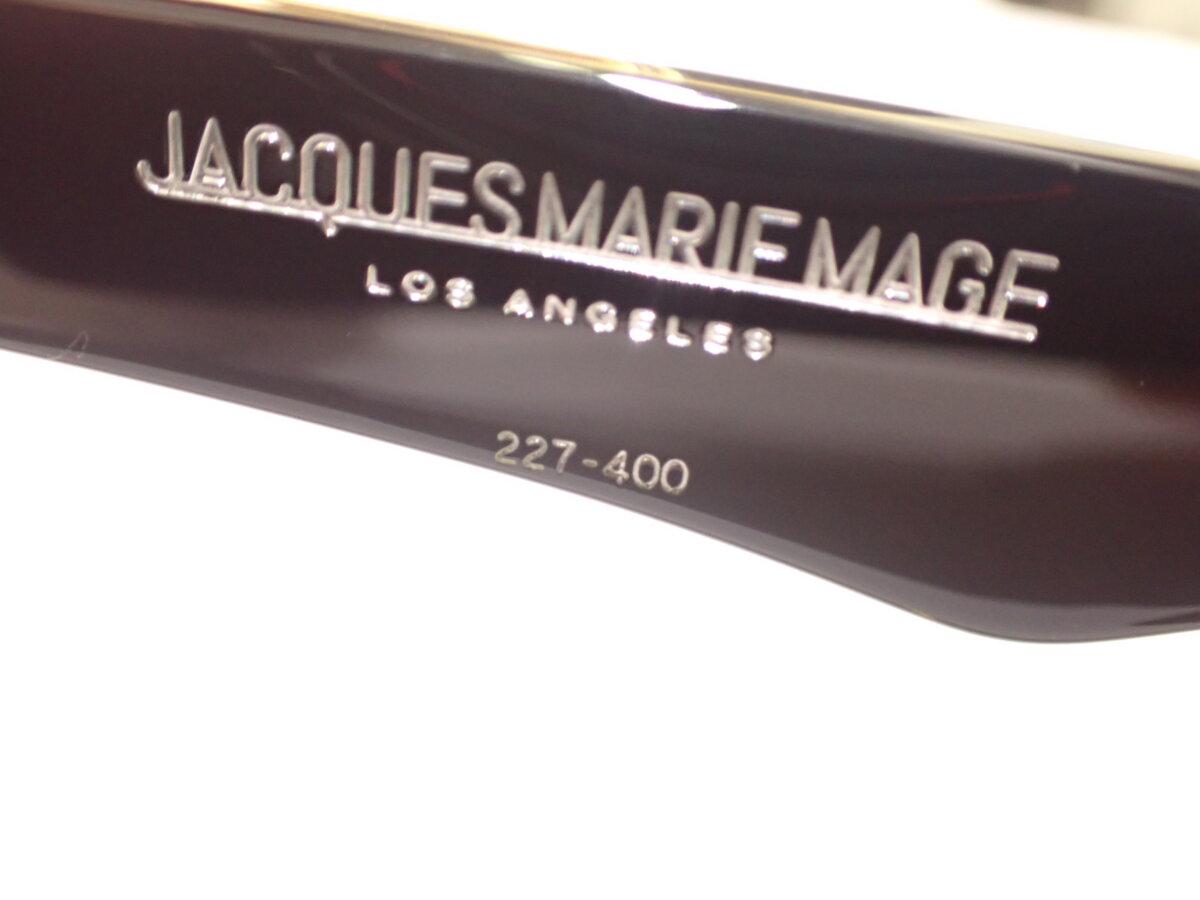 JACQUES MARIE MAGE
LOS ANGELES
227-400